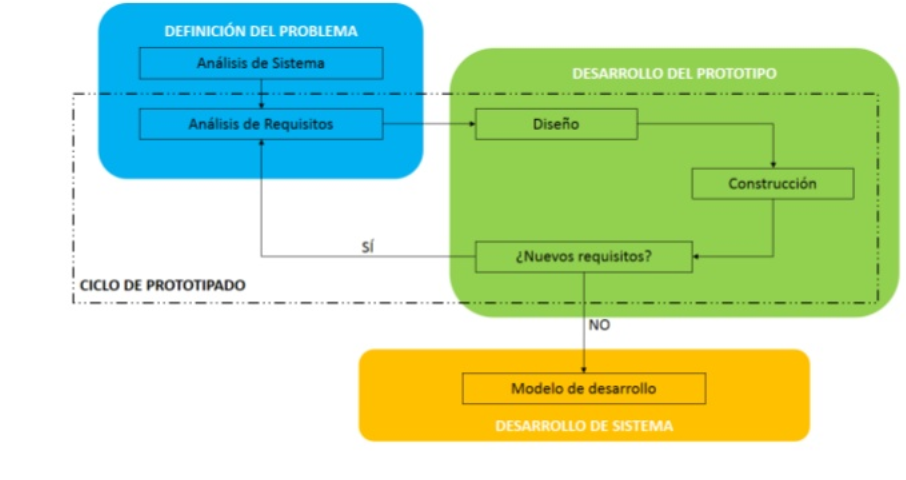 DEFINICIÓN DEL PROBLEMA
Análisis de Sistema
DESARROLLO DEL PROTOTIPO
Análisis de Requisitos
Diseño
Construcción
SÍ
¿Nuevos requisitos?
CICLO DE PROTOTIPADO
NO
Modelo de desarrollo
DESARROLLO DE SISTEMA